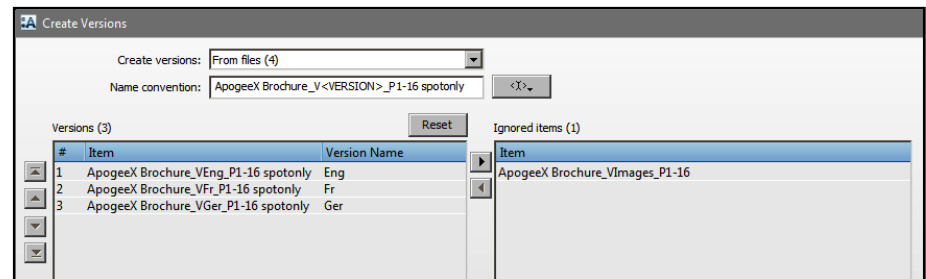 Create Versions
Create versions: From files (4)
Name convention: ApogeeX Brochure_V<VERSION>_P1-16 spotonly
Versions (3) Reset
# Item Version Name
1 ApogeeX Brochure_VEng_P1-16 spotonly Eng
2 ApogeeX Brochure_VFr_P1-16 spotonly Fr
3 ApogeeX Brochure_VGer_P1-16 spotonly Ger
Ignored items (1)
Item
ApogeeX Brochure_VImages_P1-16